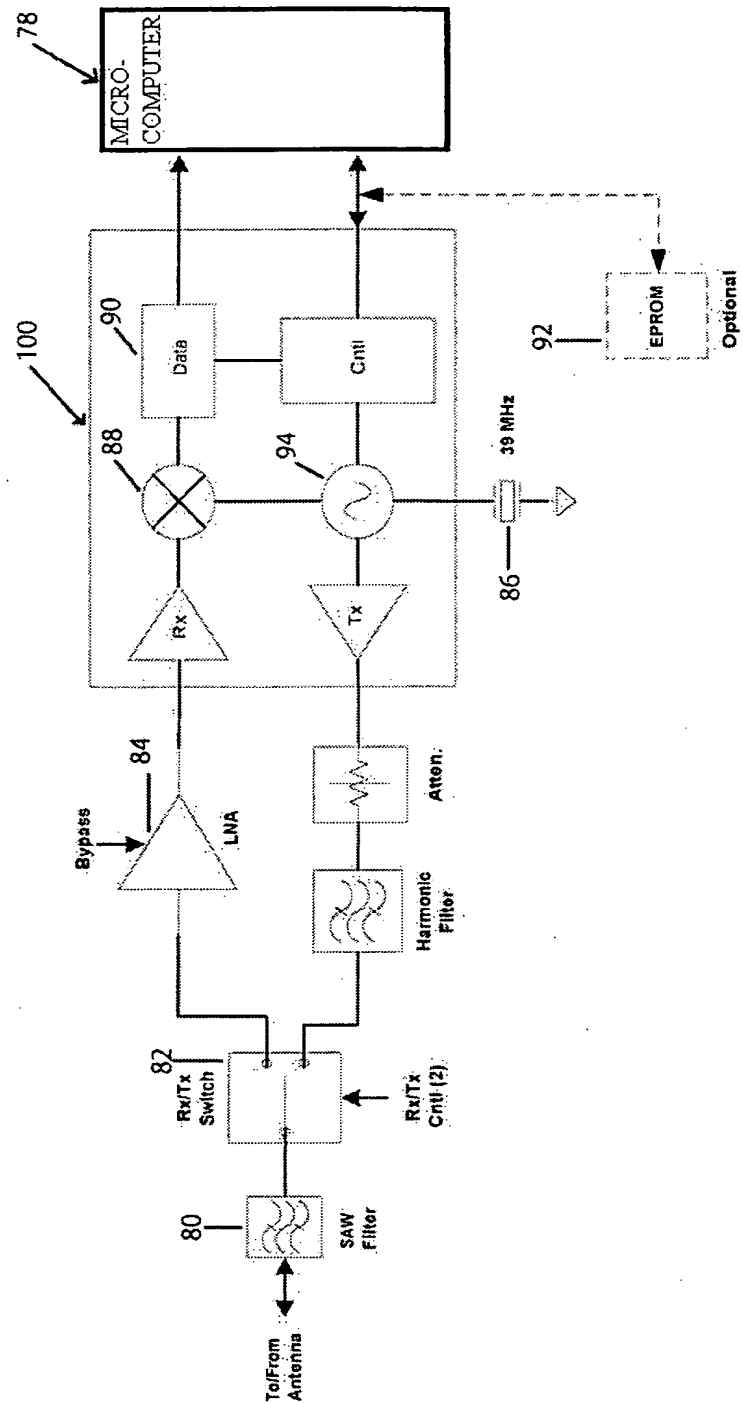 To/From
Antenna
80
SAW
Filter
82
Rx/Tx
Switch
Rx/Tx
Cntl (2)
Bypass
84
LNA
Harmonic
Filter
Atten.
100
Rx
Tx
88
94
90
Data
Cntl
86
39 MHz
92
EPROM
Optional
78
MICRO-
COMPUTER